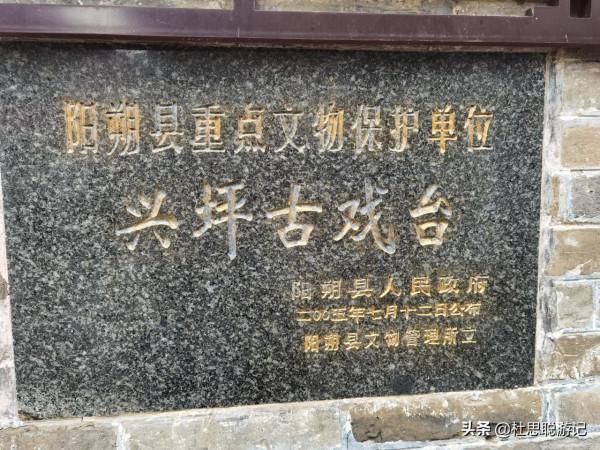 阳朔县重点文物保护单位
兴坪古戏台
阳朔县人民政府
二〇〇五年七月十二日公布
阳朔县文物管理所立
头条 @杜思聪游记